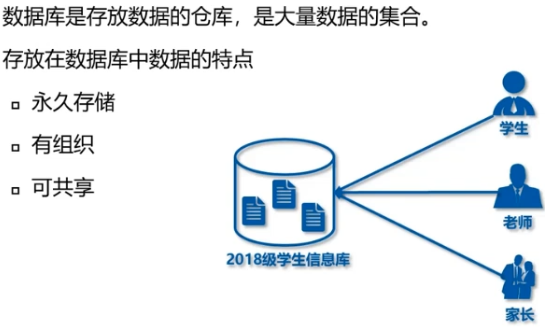 数据库是存放数据的仓库，是大量数据的集合。
存放在数据库中数据的特点
永久存储
有组织
可共享
学生
老师
2018级学生信息库
家长